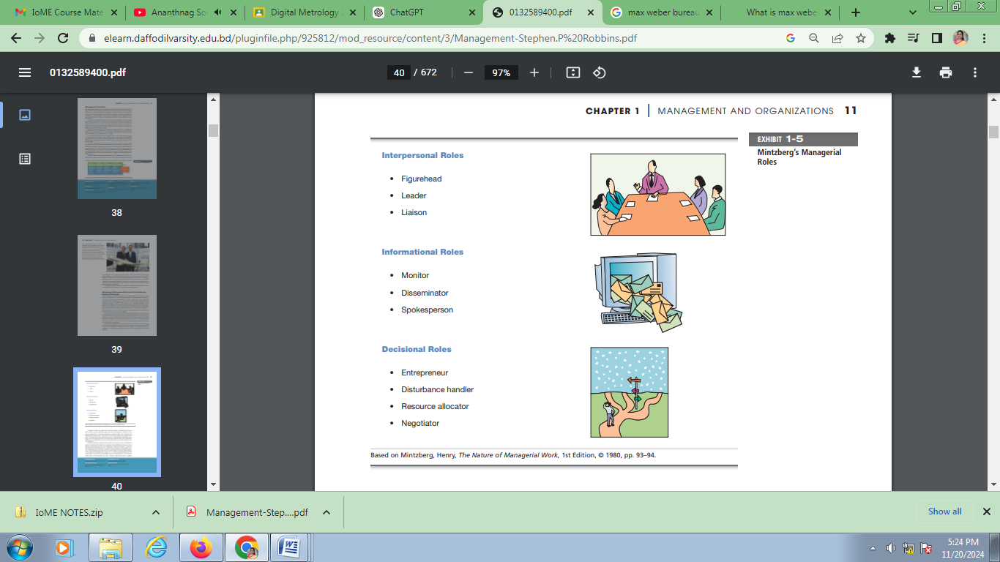 IoME Course Mate
Ananthnag So
Digital Metrology
ChatGPT
0132589400.pdf
max weber bureau
What is max webe
elearn.daffodilvarsity.edu.bd/pluginfile.php/925812/mod_resource/content/3/Management-Stephen.P%20Robbins.pdf
0132589400.pdf
40 / 672
97%
38
39
40
CHAPTER 1 | MANAGEMENT AND ORGANIZATIONS 11
EXHIBIT 1-5
Mintzberg's Managerial
Roles
Interpersonal Roles
• Figurehead
• Leader
• Liaison
Informational Roles
• Monitor
• Disseminator
• Spokesperson
Decisional Roles
• Entrepreneur
• Disturbance handler
• Resource allocator
• Negotiator
Based on Mintzberg, Henry, The Nature of Managerial Work, 1st Edition, © 1980, pp. 93–94.
IoME NOTES.zip
Management-Step....pdf
Show all
5:24 PM
11/20/2024